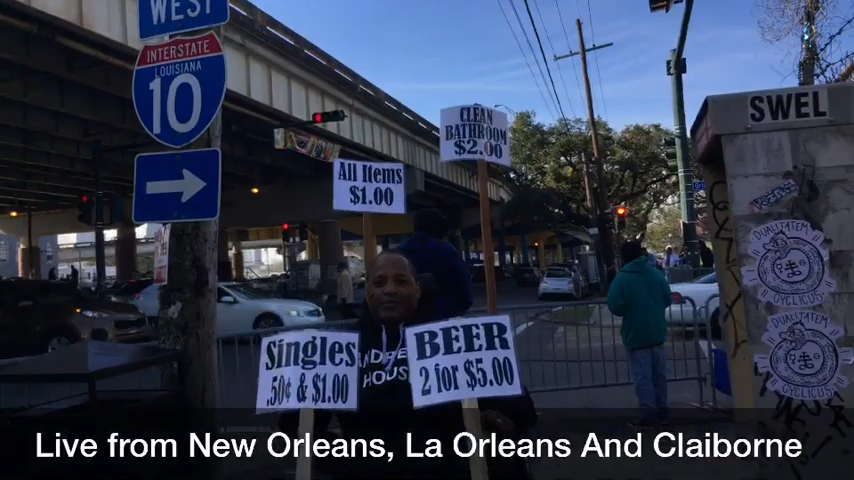 WEST
INTERSTATE
LOUISIANA
10
CLEAN
BATHROOM
$2.00
All Items
$1.00
SWEL
DUALITATEM
CYCLICUS
DUALITATEM
CYCLICUS
Singles
.50¢ & $1.00
BEER
2 for $5.00
HOUS
Live from New Orleans, La Orleans And Claiborne